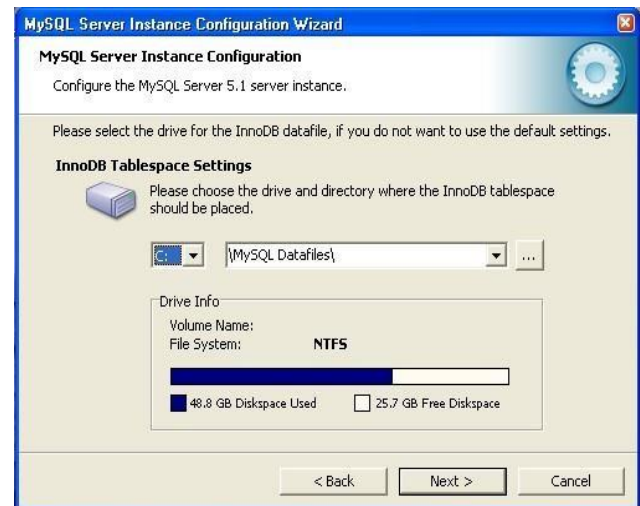 MySQL Server Instance Configuration Wizard
MySQL Server Instance Configuration
Configure the MySQL Server 5.1 server instance.
Please select the drive for the InnoDB datafile, if you do not want to use the default settings.
InnoDB Tablespace Settings
Please choose the drive and directory where the InnoDB tablespace
should be placed.
C: \MySQL Datafiles\ ...
Drive Info
Volume Name:
File System: NTFS
48.8 GB Diskspace Used 25.7 GB Free Diskspace
< Back Next > Cancel